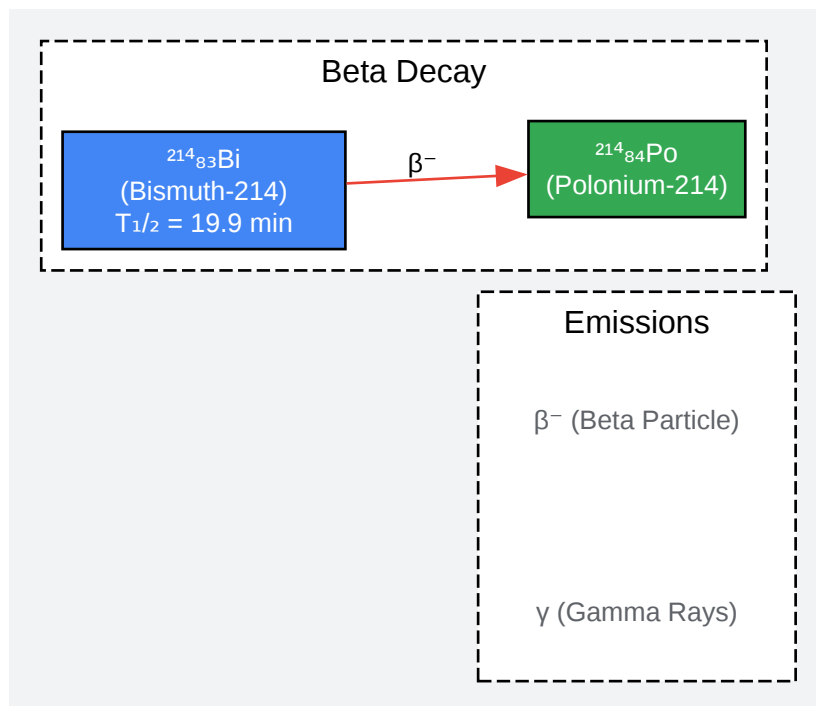 Beta Decay
²¹⁴₈₃Bi
(Bismuth-214)
T₁/₂ = 19.9 min
β⁻
²¹⁴₈₄Po
(Polonium-214)
Emissions
β⁻ (Beta Particle)
γ (Gamma Rays)